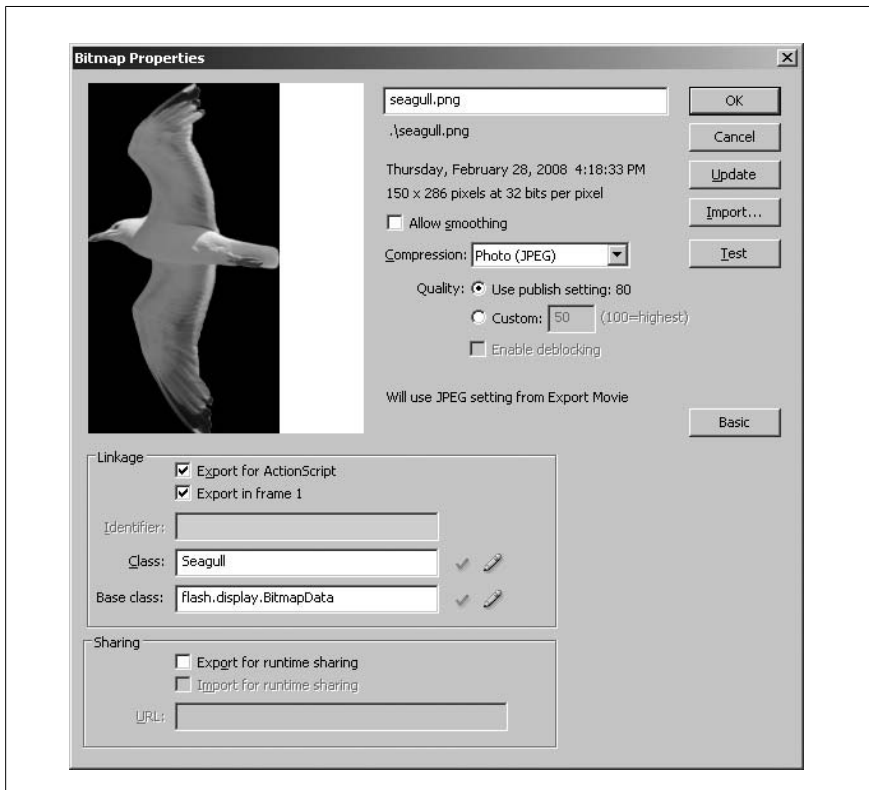 Bitmap Properties
seagull.png
OK
.\seagull.png
Cancel
Thursday, February 28, 2008 4:18:33 PM
Update
150 x 286 pixels at 32 bits per pixel
Import...
Allow smoothing
Compression: Photo (JPEG)
Test
Quality: Use publish setting: 80
Custom: 50 (100=highest)
Enable deblocking
Will use JPEG setting from Export Movie
Basic
Linkage
Export for ActionScript
Export in frame 1
Identifier:
Class: Seagull
Base class: flash.display.BitmapData
Sharing
Export for runtime sharing
Import for runtime sharing
URL: